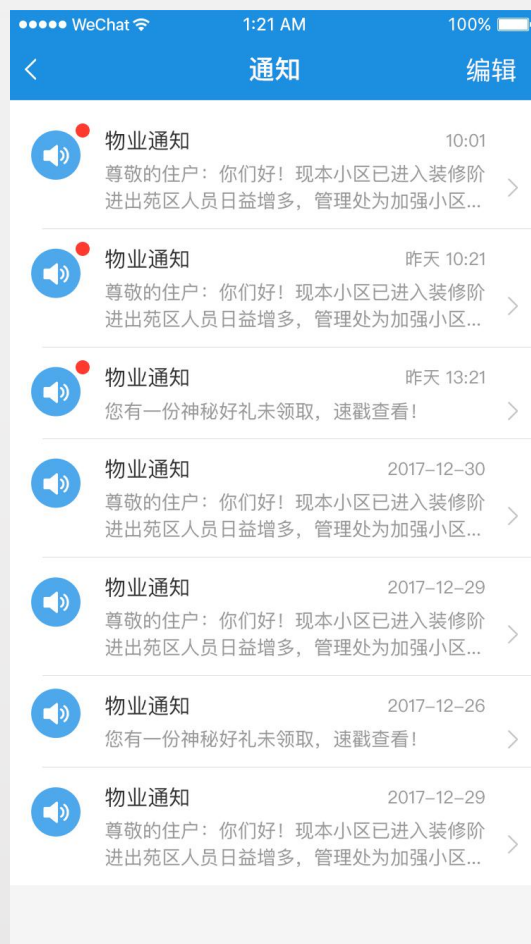 ●●●●● WeChat 1:21 AM 100%
通知 编辑
物业通知 10:01
尊敬的住户：你们好！现本小区已进入装修阶
进出苑区人员日益增多，管理处为加强小区...
物业通知 昨天 10:21
尊敬的住户：你们好！现本小区已进入装修阶
进出苑区人员日益增多，管理处为加强小区...
物业通知 昨天 13:21
您有一份神秘好礼未领取，速戳查看！
物业通知 2017-12-30
尊敬的住户：你们好！现本小区已进入装修阶
进出苑区人员日益增多，管理处为加强小区...
物业通知 2017-12-29
尊敬的住户：你们好！现本小区已进入装修阶
进出苑区人员日益增多，管理处为加强小区...
物业通知 2017-12-26
您有一份神秘好礼未领取，速戳查看！
物业通知 2017-12-29
尊敬的住户：你们好！现本小区已进入装修阶
进出苑区人员日益增多，管理处为加强小区...